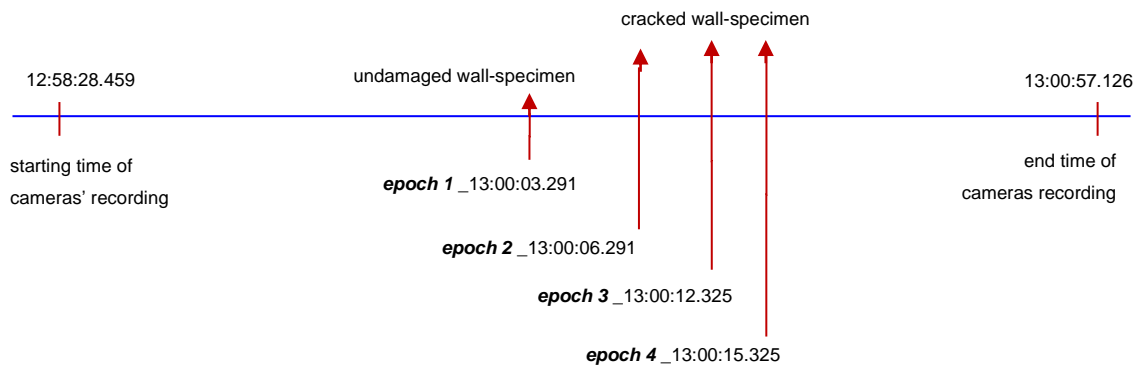 cracked wall-specimen
undamaged wall-specimen
12:58:28.459
13:00:57.126
starting time of
cameras’ recording
end time of
cameras recording
epoch 1 _13:00:03.291
epoch 2 _13:00:06.291
epoch 3 _13:00:12.325
epoch 4 _13:00:15.325